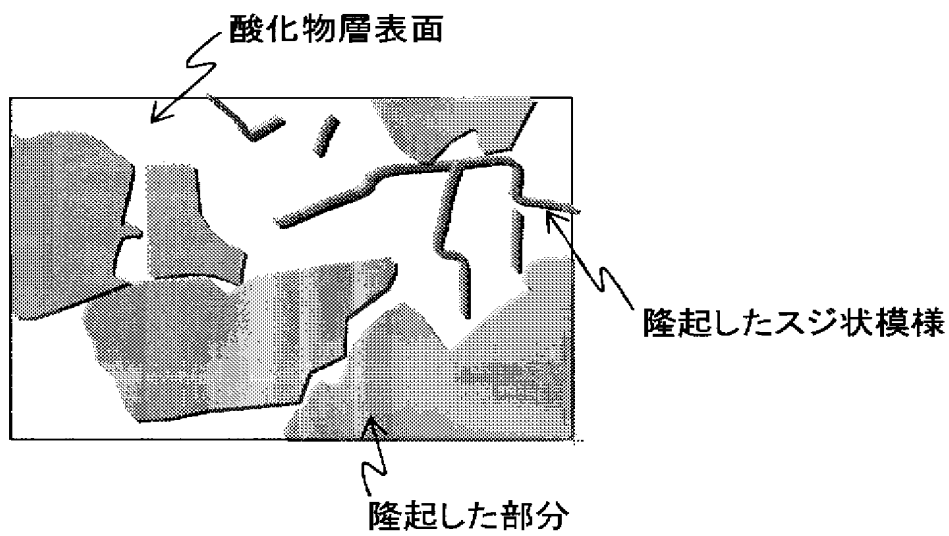 酸化物層表面
隆起したスジ状模様
隆起した部分